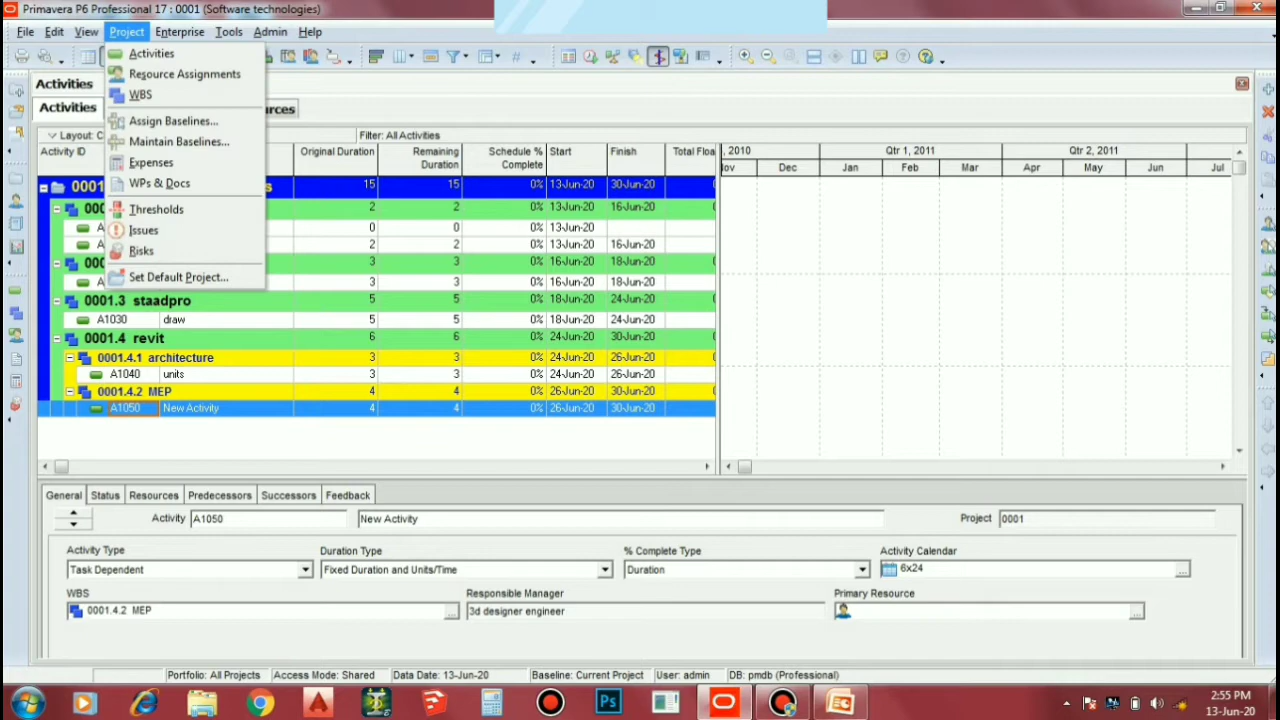 Primavera P6 Professional 17 : 0001 (Software technologies)
File Edit View Project Enterprise Tools Admin Help
Activities
Resource Assignments
WBS
Assign Baselines...
Maintain Baselines...
Expenses
WPs & Docs
Thresholds
Issues
Risks
Set Default Project...
Activities
Activities
Layout: C Filter: All Activities
Activity ID Original Duration Remaining Duration Schedule % Complete Start Finish Total Floa
, 2010 Qtr 1, 2011 Qtr 2, 2011
Dec Jan Feb Mar Apr May Jun Jul
0001 15 15 0% 13-Jun-20 30-Jun-20
000 2 2 0% 13-Jun-20 16-Jun-20
A 0 0 0% 13-Jun-20
A 2 2 0% 13-Jun-20 16-Jun-20
000 3 3 0% 16-Jun-20 18-Jun-20
A 3 3 0% 16-Jun-20 18-Jun-20
0001.3 staadpro 5 5 0% 18-Jun-20 24-Jun-20
A1030 draw 5 5 0% 18-Jun-20 24-Jun-20
0001.4 revit 6 6 0% 24-Jun-20 30-Jun-20
0001.4.1 architecture 3 3 0% 24-Jun-20 26-Jun-20
A1040 units 3 3 0% 24-Jun-20 26-Jun-20
0001.4.2 MEP 4 4 0% 26-Jun-20 30-Jun-20
A1050 New Activity 4 4 0% 26-Jun-20 30-Jun-20
General Status Resources Predecessors Successors Feedback
Activity A1050 New Activity Project 0001
Activity Type Duration Type % Complete Type Activity Calendar
Task Dependent Fixed Duration and Units/Time Duration 6x24
WBS Responsible Manager Primary Resource
0001.4.2 MEP 3d designer engineer
Portfolio: All Projects Access Mode: Shared Data Date: 13-Jun-20 Baseline: Current Project User: admin DB: pmdb (Professional)
Ps
2:55 PM
13-Jun-20